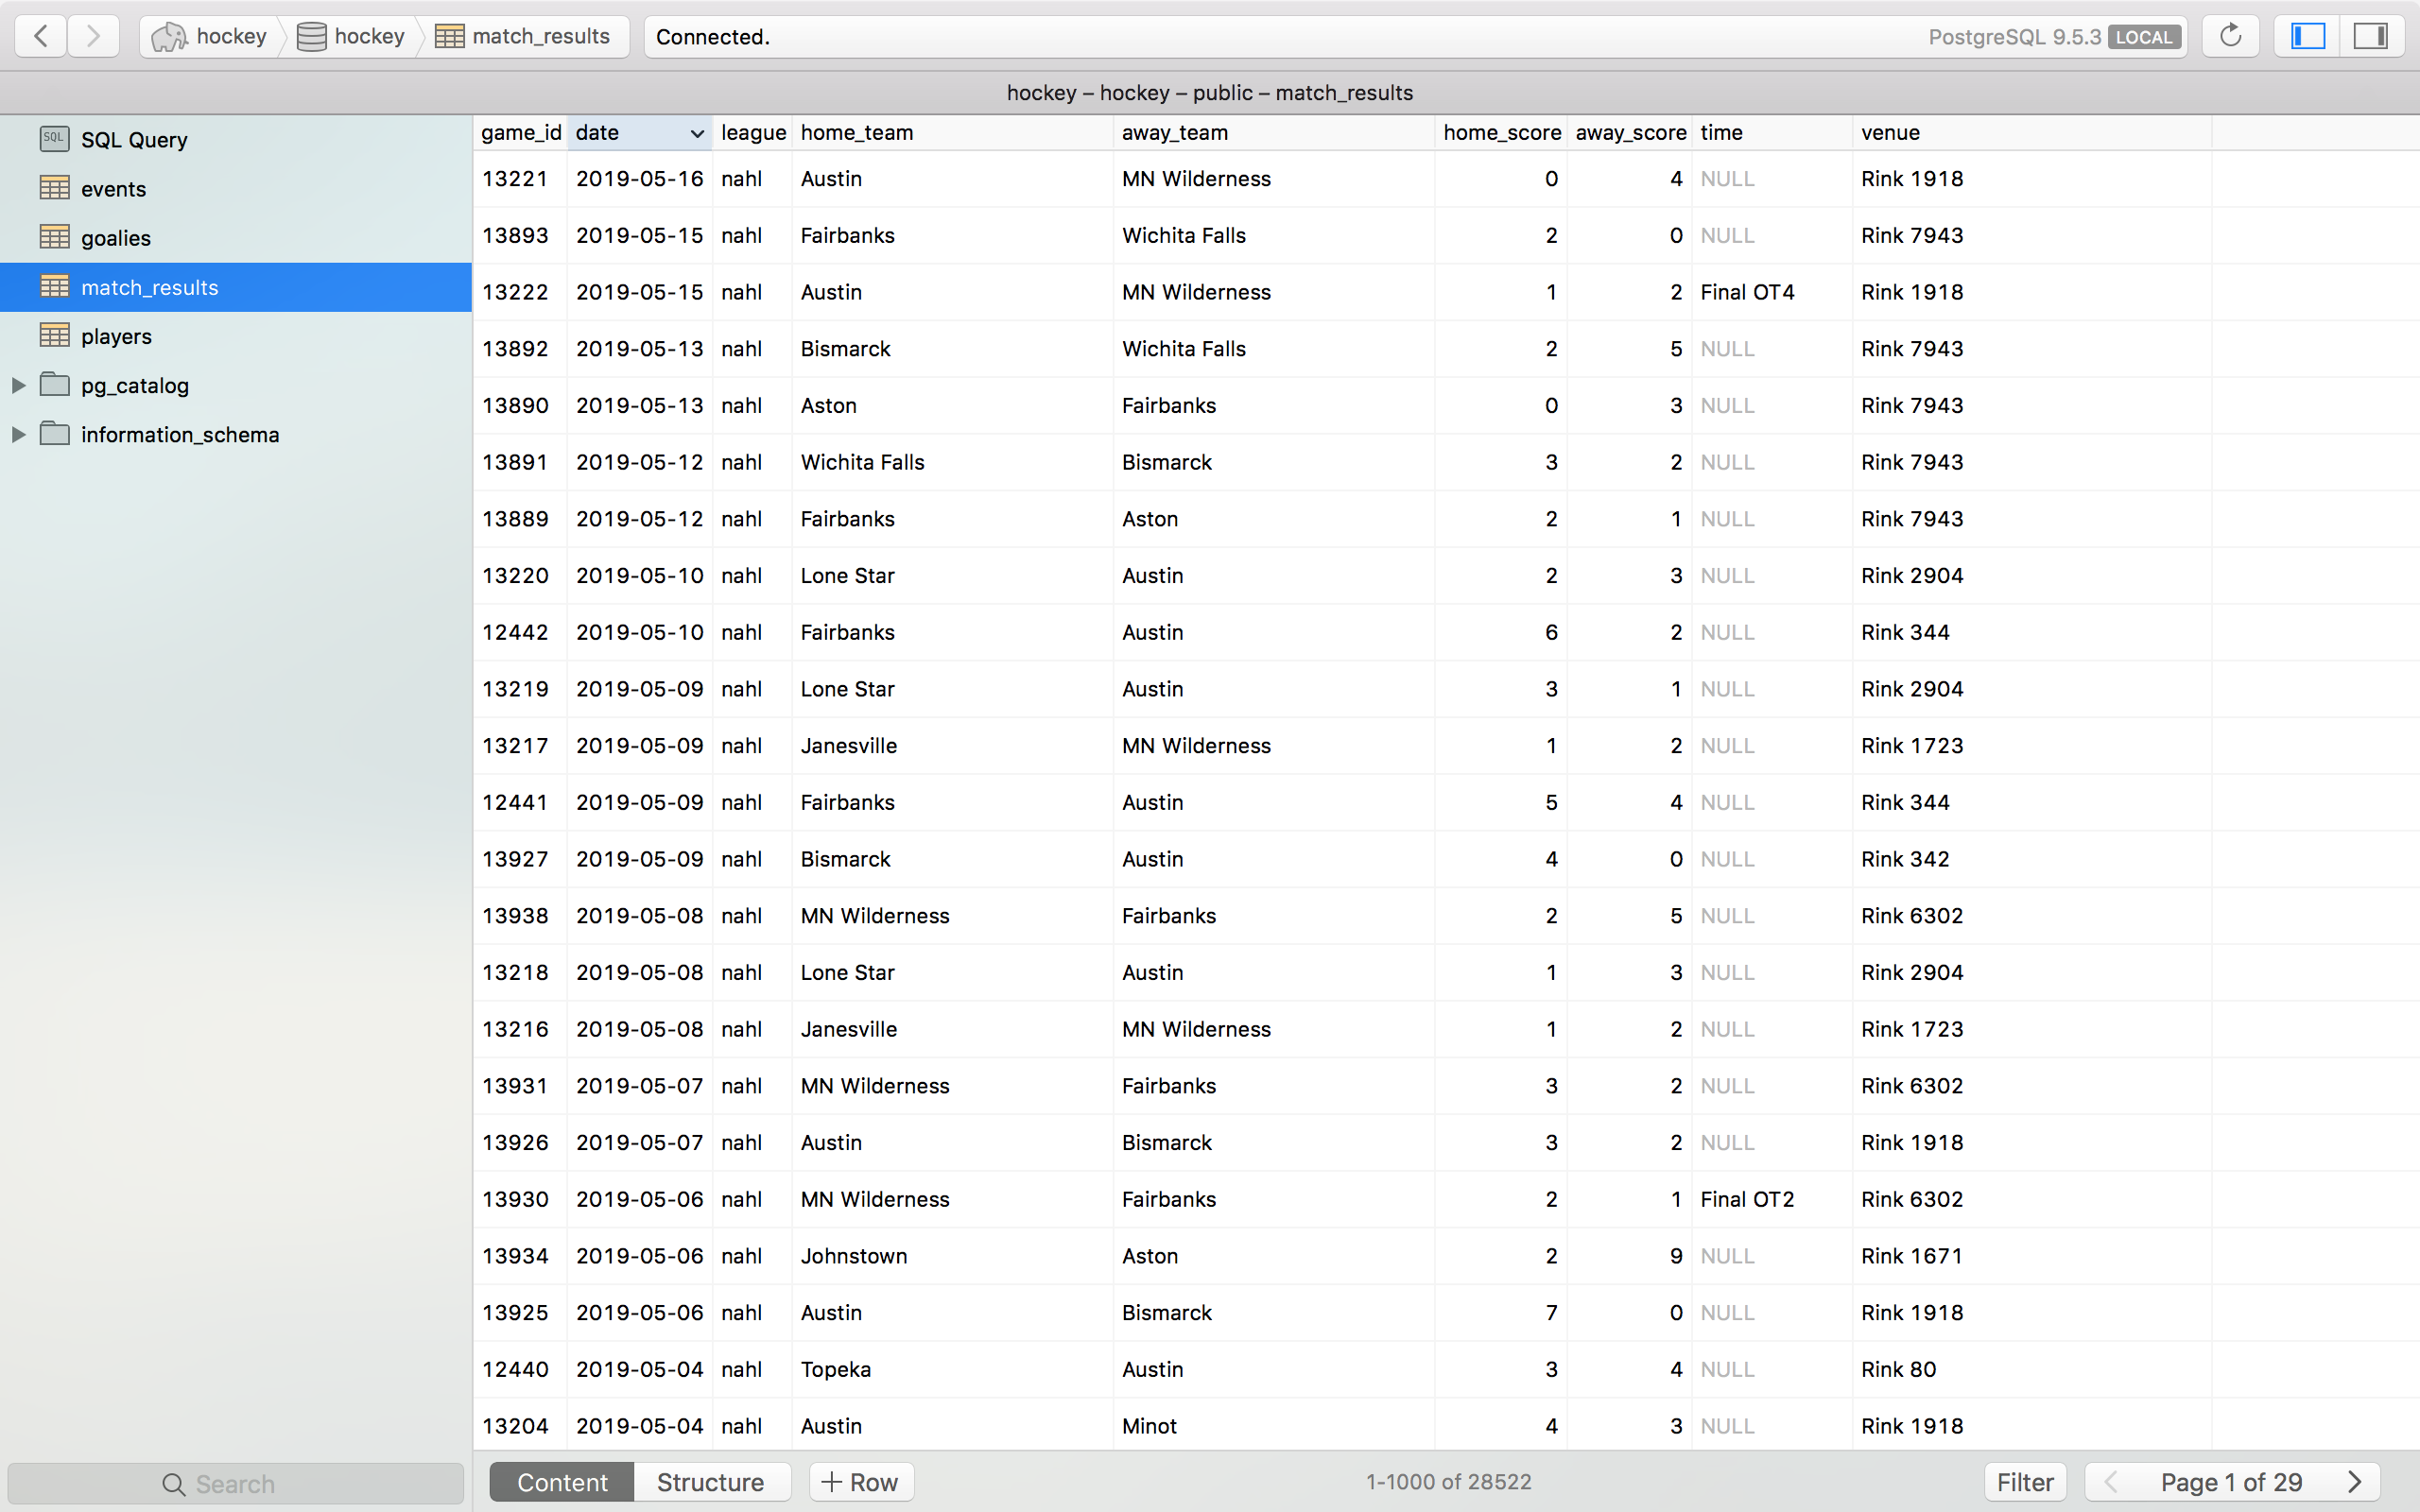 hockey hockey match_results Connected. PostgreSQL 9.5.3 LOCAL
hockey – hockey – public – match_results
SQL SQL Query
events
goalies
match_results
players
pg_catalog
information_schema
game_id date league home_team away_team home_score away_score time venue
13221 2019-05-16 nahl Austin MN Wilderness 0 4 NULL Rink 1918
13893 2019-05-15 nahl Fairbanks Wichita Falls 2 0 NULL Rink 7943
13222 2019-05-15 nahl Austin MN Wilderness 1 2 Final OT4 Rink 1918
13892 2019-05-13 nahl Bismarck Wichita Falls 2 5 NULL Rink 7943
13890 2019-05-13 nahl Aston Fairbanks 0 3 NULL Rink 7943
13891 2019-05-12 nahl Wichita Falls Bismarck 3 2 NULL Rink 7943
13889 2019-05-12 nahl Fairbanks Aston 2 1 NULL Rink 7943
13220 2019-05-10 nahl Lone Star Austin 2 3 NULL Rink 2904
12442 2019-05-10 nahl Fairbanks Austin 6 2 NULL Rink 344
13219 2019-05-09 nahl Lone Star Austin 3 1 NULL Rink 2904
13217 2019-05-09 nahl Janesville MN Wilderness 1 2 NULL Rink 1723
12441 2019-05-09 nahl Fairbanks Austin 5 4 NULL Rink 344
13927 2019-05-09 nahl Bismarck Austin 4 0 NULL Rink 342
13938 2019-05-08 nahl MN Wilderness Fairbanks 2 5 NULL Rink 6302
13218 2019-05-08 nahl Lone Star Austin 1 3 NULL Rink 2904
13216 2019-05-08 nahl Janesville MN Wilderness 1 2 NULL Rink 1723
13931 2019-05-07 nahl MN Wilderness Fairbanks 3 2 NULL Rink 6302
13926 2019-05-07 nahl Austin Bismarck 3 2 NULL Rink 1918
13930 2019-05-06 nahl MN Wilderness Fairbanks 2 1 Final OT2 Rink 6302
13934 2019-05-06 nahl Johnstown Aston 2 9 NULL Rink 1671
13925 2019-05-06 nahl Austin Bismarck 7 0 NULL Rink 1918
12440 2019-05-04 nahl Topeka Austin 3 4 NULL Rink 80
13204 2019-05-04 nahl Austin Minot 4 3 NULL Rink 1918
Search Content Structure + Row 1-1000 of 28522 Filter Page 1 of 29